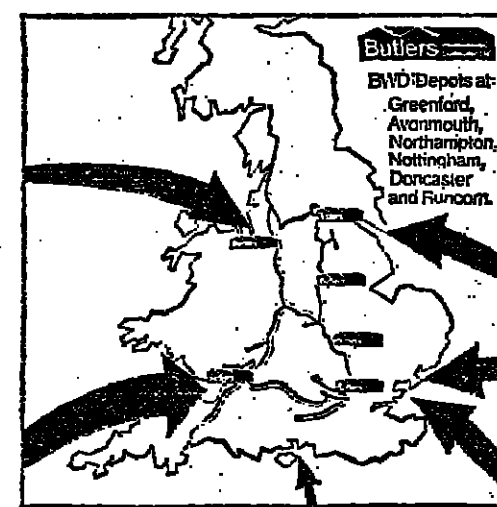 Butlers
BWD Depots at:
Greenford,
Avonmouth,
Northampton,
Nottingham,
Doncaster
and Runcorn.